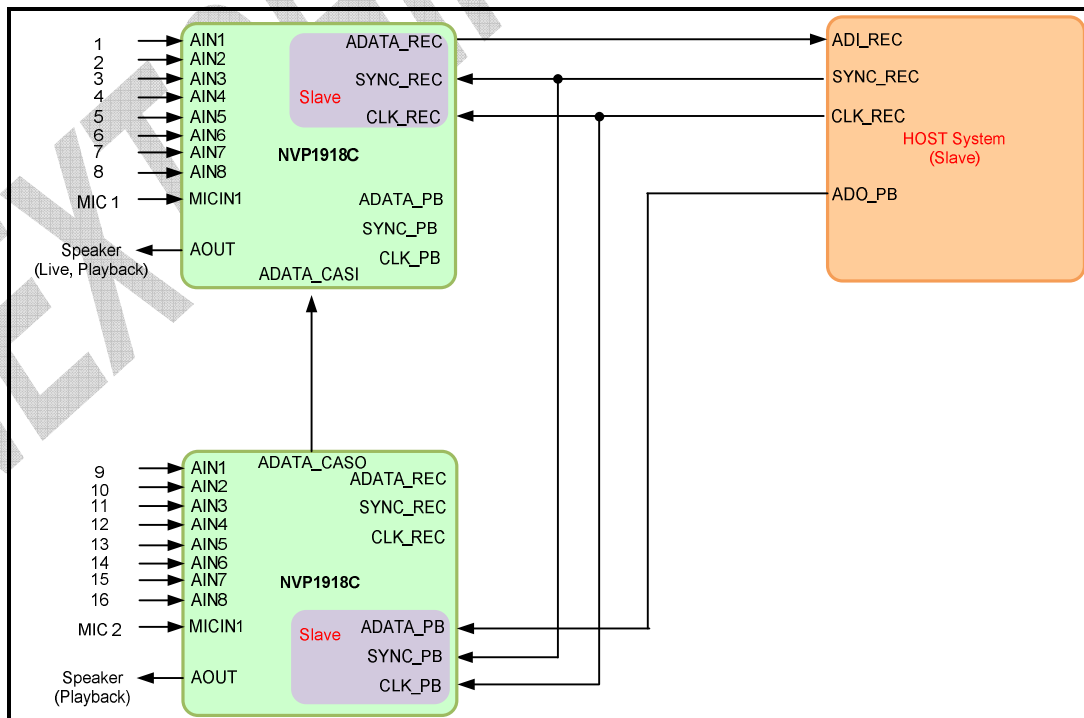 1
2
3
4
5
6
7
8
MIC 1
Speaker
(Live, Playback)
AIN1
AIN2
AIN3
AIN4
AIN5
AIN6
AIN7
AIN8
MICIN1
AOUT
ADATA_REC
SYNC_REC
Slave
CLK_REC
NVP1918C
ADATA_PB
SYNC_PB
CLK_PB
ADATA_CASI
ADI_REC
SYNC_REC
CLK_REC
HOST System
(Slave)
ADO_PB
9
10
11
12
13
14
15
16
MIC 2
Speaker
(Playback)
ADATA_CASO
AIN1
AIN2
AIN3
AIN4
AIN5
AIN6
AIN7
AIN8
MICIN1
AOUT
ADATA_REC
SYNC_REC
CLK_REC
NVP1918C
Slave
ADATA_PB
SYNC_PB
CLK_PB